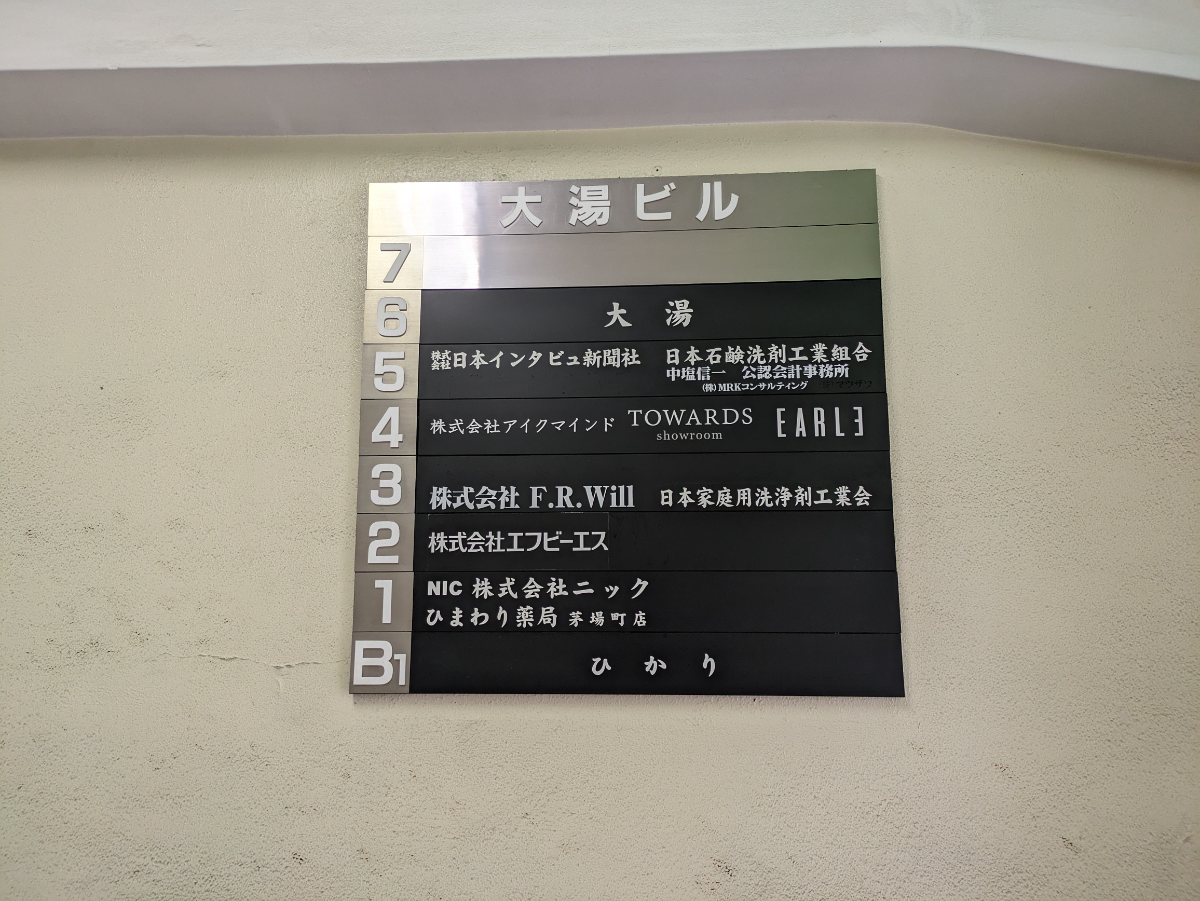 大湯ビル
7
6 大湯
5 株式会社日本インタビュ新聞社 日本石鹸洗剤工業組合
中塩信一 公認会計事務所
(株)MRKコンサルティング
4 株式会社アイクマインド TOWARDS showroom EARLE
3 株式会社 F.R.Will 日本家庭用洗浄剤工業会
2 株式会社エフビーエス
1 NIC 株式会社ニック
ひまわり薬局 茅場町店
B1 ひかり